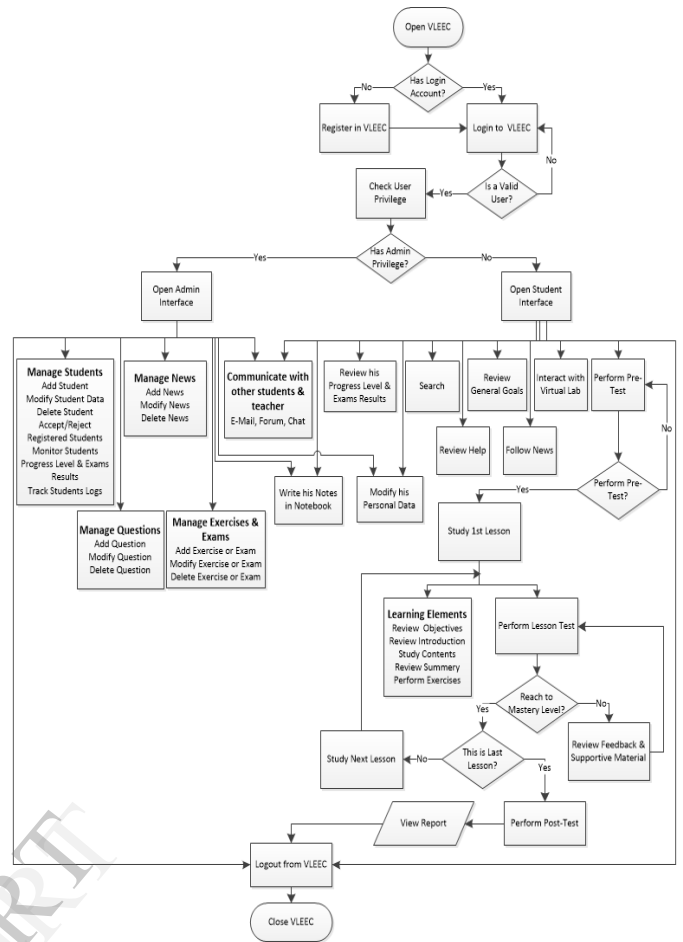 Open VLEEC
Has Login
Account?
No
Yes
Register in VLEEC
Login to VLEEC
No
Is a Valid
User?
Yes
Check User
Privilege
Has Admin
Privilege?
Yes
No
Open Admin
Interface
Open Student
Interface
Manage Students
Add Student
Modify Student Data
Delete Student
Accept/Reject
Registered Students
Monitor Students
Progress Level & Exams
Results
Track Students Logs
Manage News
Add News
Modify News
Delete News
Communicate with
other students &
teacher
E-Mail, Forum, Chat
Review his
Progress Level &
Exams Results
Search
Review
General Goals
Interact with
Virtual Lab
Perform Pre-
Test
No
Review Help
Follow News
Write his Notes
in Notebook
Modify his
Personal Data
Perform Pre-
Test?
Yes
Manage Questions
Add Question
Modify Question
Delete Question
Manage Exercises &
Exams
Add Exercise or Exam
Modify Exercise or Exam
Delete Exercise or Exam
Study 1st Lesson
Learning Elements
Review Objectives
Review Introduction
Study Contents
Review Summery
Perform Exercises
Perform Lesson Test
Reach to
Mastery Level?
Yes
No
Study Next Lesson
No
This is Last
Lesson?
Yes
Review Feedback &
Supportive Material
View Report
Perform Post-Test
Logout from VLEEC
Close VLEEC